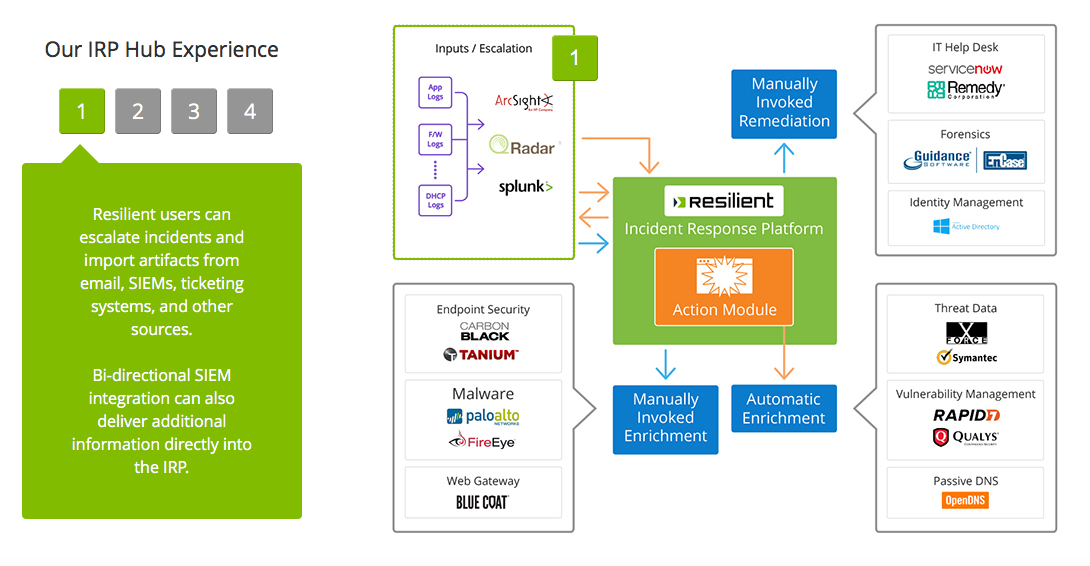 Our IRP Hub Experience
1
2
3
4
Resilient users can
escalate incidents and
import artifacts from
email, SIEMs, ticketing
systems, and other
sources.
Bi-directional SIEM
integration can also
deliver additional
information directly into
the IRP.
Inputs / Escalation
1
App
Logs
F/W
Logs
DHCP
Logs
ArcSight
An HP Company
QRadar
splunk>
Manually
Invoked
Remediation
resilient
Incident Response Platform
Action Module
Manually
Invoked
Enrichment
Automatic
Enrichment
IT Help Desk
servicenow
Remedy
Corporation
Forensics
Guidance
SOFTWARE
EnCase
Identity Management
Active Directory
Endpoint Security
CARBON
BLACK
TANIUM™
Malware
paloalto
NETWORKS
FireEye
Web Gateway
BLUE COAT
Threat Data
X
FORCE
Symantec
Vulnerability Management
RAPID7
QUALYS
Passive DNS
OpenDNS